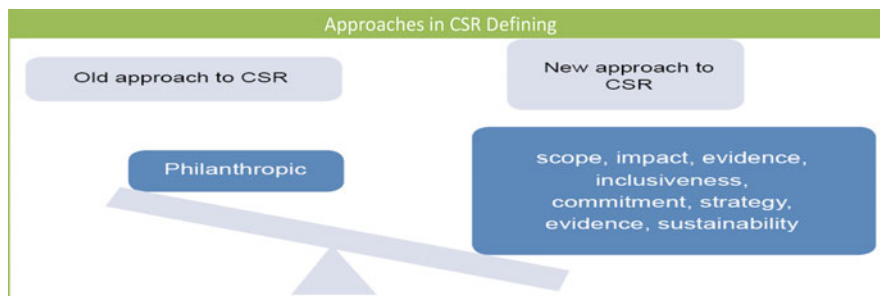 Approaches in CSR Defining
Old approach to CSR
New approach to
CSR
Philanthropic
scope, impact, evidence,
inclusiveness,
commitment, strategy,
evidence, sustainability